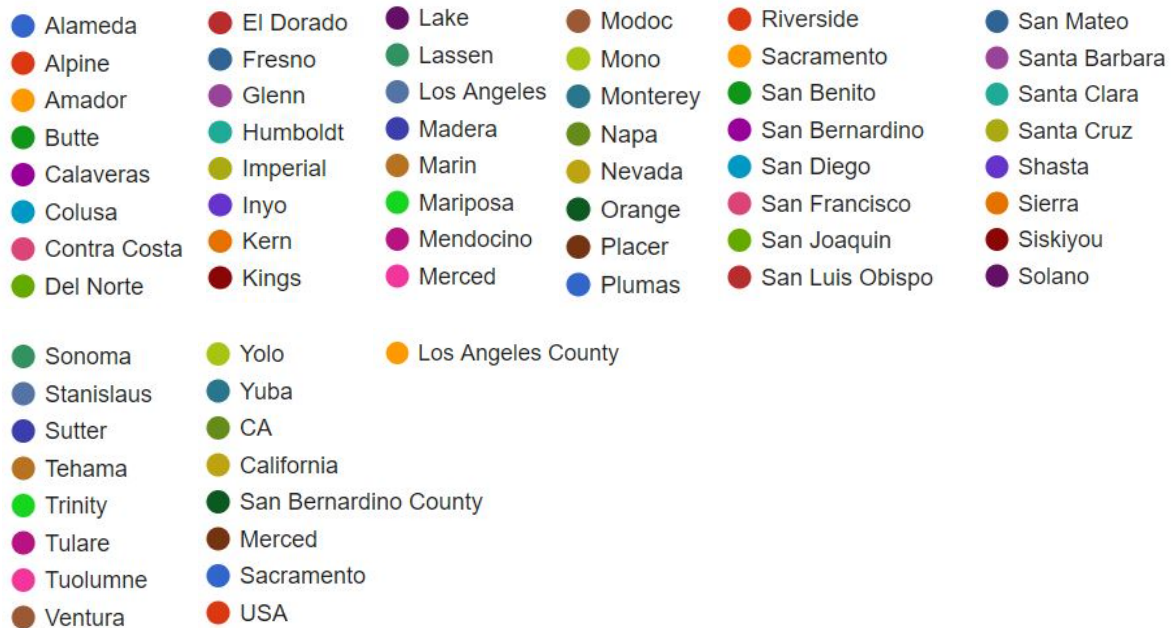 Alameda
Alpine
Amador
Butte
Calaveras
Colusa
Contra Costa
Del Norte
El Dorado
Fresno
Glenn
Humboldt
Imperial
Inyo
Kern
Kings
Lake
Lassen
Los Angeles
Madera
Marin
Mariposa
Mendocino
Merced
Modoc
Mono
Monterey
Napa
Nevada
Orange
Placer
Plumas
Riverside
Sacramento
San Benito
San Bernardino
San Diego
San Francisco
San Joaquin
San Luis Obispo
San Mateo
Santa Barbara
Santa Clara
Santa Cruz
Shasta
Sierra
Siskiyou
Solano
Sonoma
Stanislaus
Sutter
Tehama
Trinity
Tulare
Tuolumne
Ventura
Yolo
Yuba
CA
California
San Bernardino County
Merced
Sacramento
USA
Los Angeles County